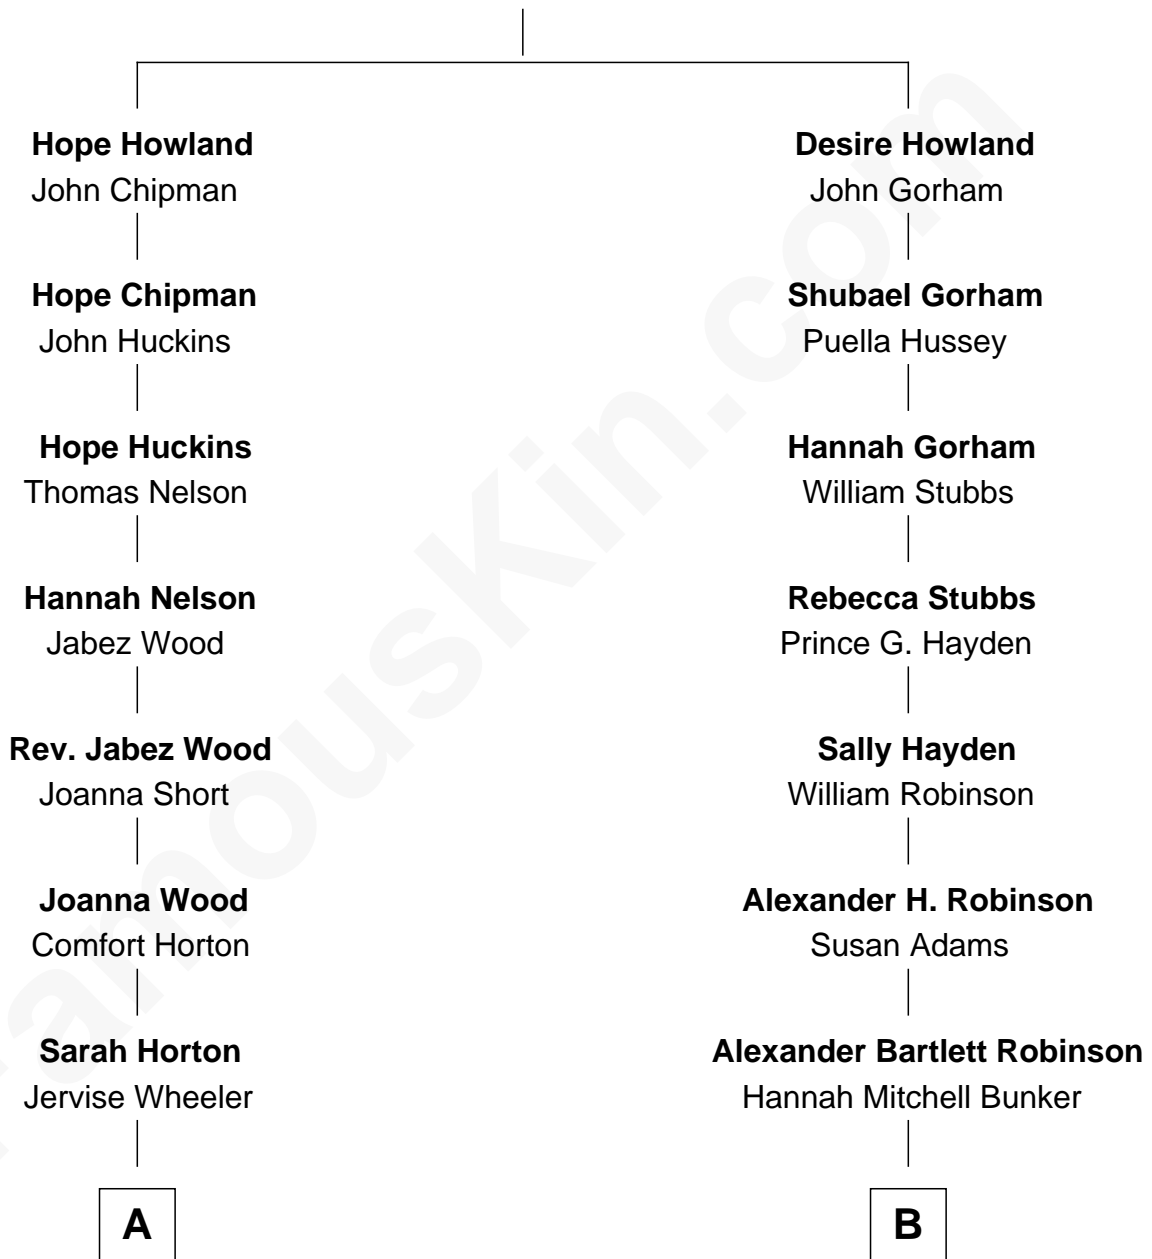 Hope Howland
John Chipman
Desire Howland
John Gorham
Hope Chipman
John Huckins
Shubael Gorham
Puella Hussey
Hope Huckins
Thomas Nelson
Hannah Gorham
William Stubbs
Hannah Nelson
Jabez Wood
Rebecca Stubbs
Prince G. Hayden
Rev. Jabez Wood
Joanna Short
Sally Hayden
William Robinson
Joanna Wood
Comfort Horton
Alexander H. Robinson
Susan Adams
Sarah Horton
Jervise Wheeler
Alexander Bartlett Robinson
Hannah Mitchell Bunker
A
B
FamousKin.com